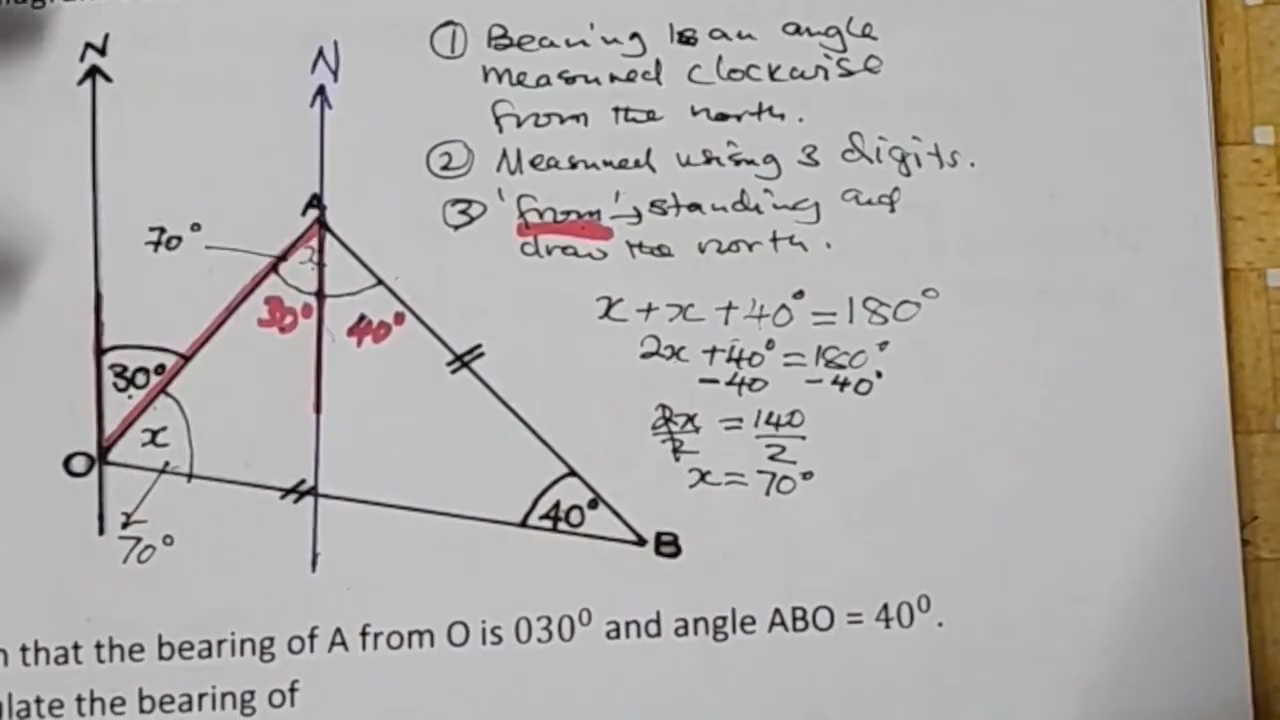 N
N
① Bearing is an angle
measured clockwise
from the north.
② Measured using 3 digits.
③ 'from' → standing and
draw the north.
A
70°
x
30° 40°
30°
x
O
70°
40°
B
x + x + 40° = 180°
2x + 40° = 180°
-40 -40°
2x = 140
2 2
x = 70°
that the bearing of A from O is 030⁰ and angle ABO = 40⁰.
the bearing of